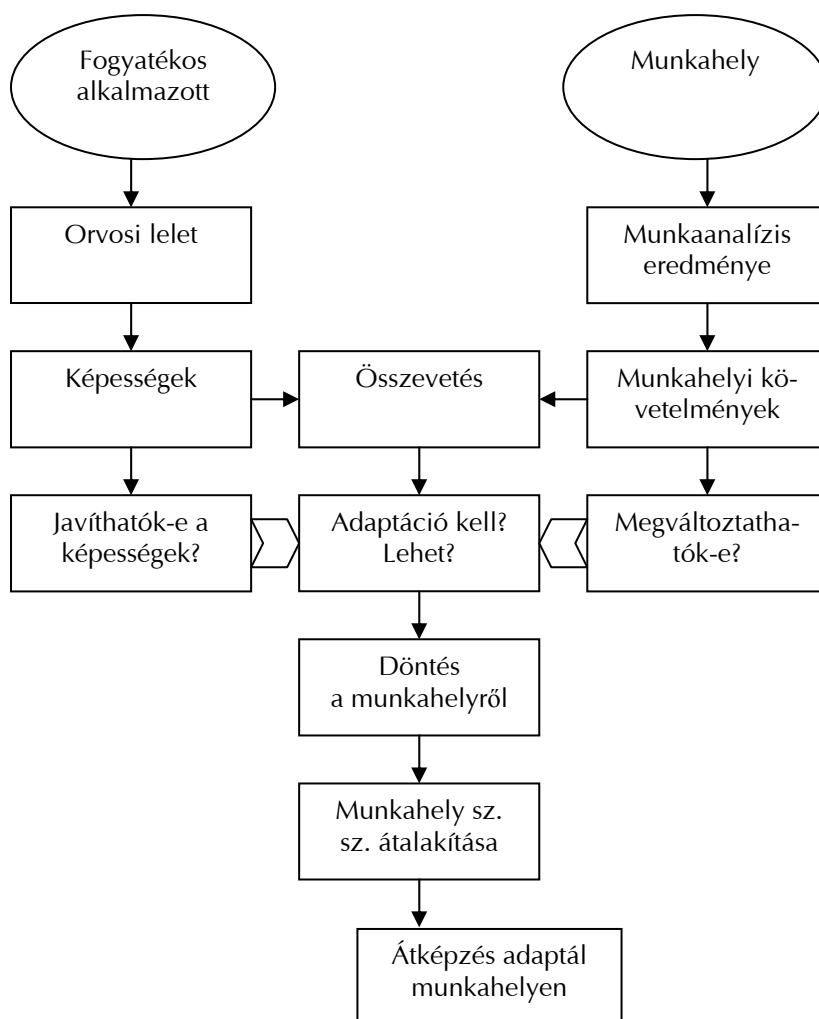 Fogyatékos
alkalmazott
Munkahely
Orvosi lelet
Munkaanalízis
eredménye
Képességek
Összevetés
Munkahelyi kö-
vetelmények
Javíthatók-e a
képességek?
Adaptáció kell?
Lehet?
Megváltoztatha-
tók-e?
Döntés
a munkahelyről
Munkahely sz.
sz. átalakítása
Átképzés adaptál
munkahelyen